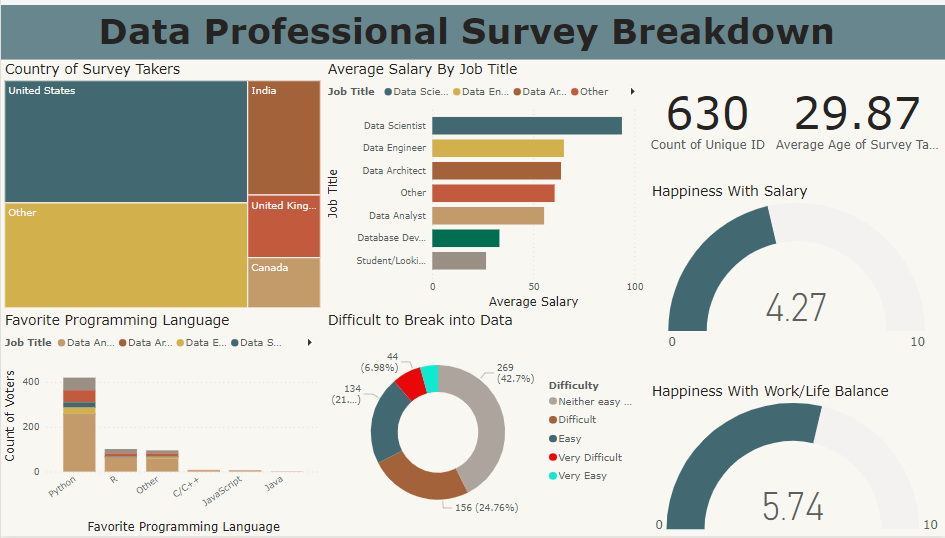 Data Professional Survey Breakdown
Country of Survey Takers
United States
India
Other
United King...
Canada
Average Salary By Job Title
Job Title Data Scie... Data En... Data Ar... Other
Job Title
Data Scientist
Data Engineer
Data Architect
Other
Data Analyst
Database Dev...
Student/Looki...
0 50 100
Average Salary
630
Count of Unique ID
29.87
Average Age of Survey Ta...
Happiness With Salary
4.27
0 10
Favorite Programming Language
Job Title Data An... Data Ar... Data E... Data S...
Count of Voters
400
200
0
Python R Other C/C++ JavaScript Java
Favorite Programming Language
Difficult to Break into Data
44
(6.98%)
269
(42.7%)
134
(21....)
156 (24.76%)
Difficulty
Neither easy ...
Difficult
Easy
Very Difficult
Very Easy
Happiness With Work/Life Balance
5.74
0 10